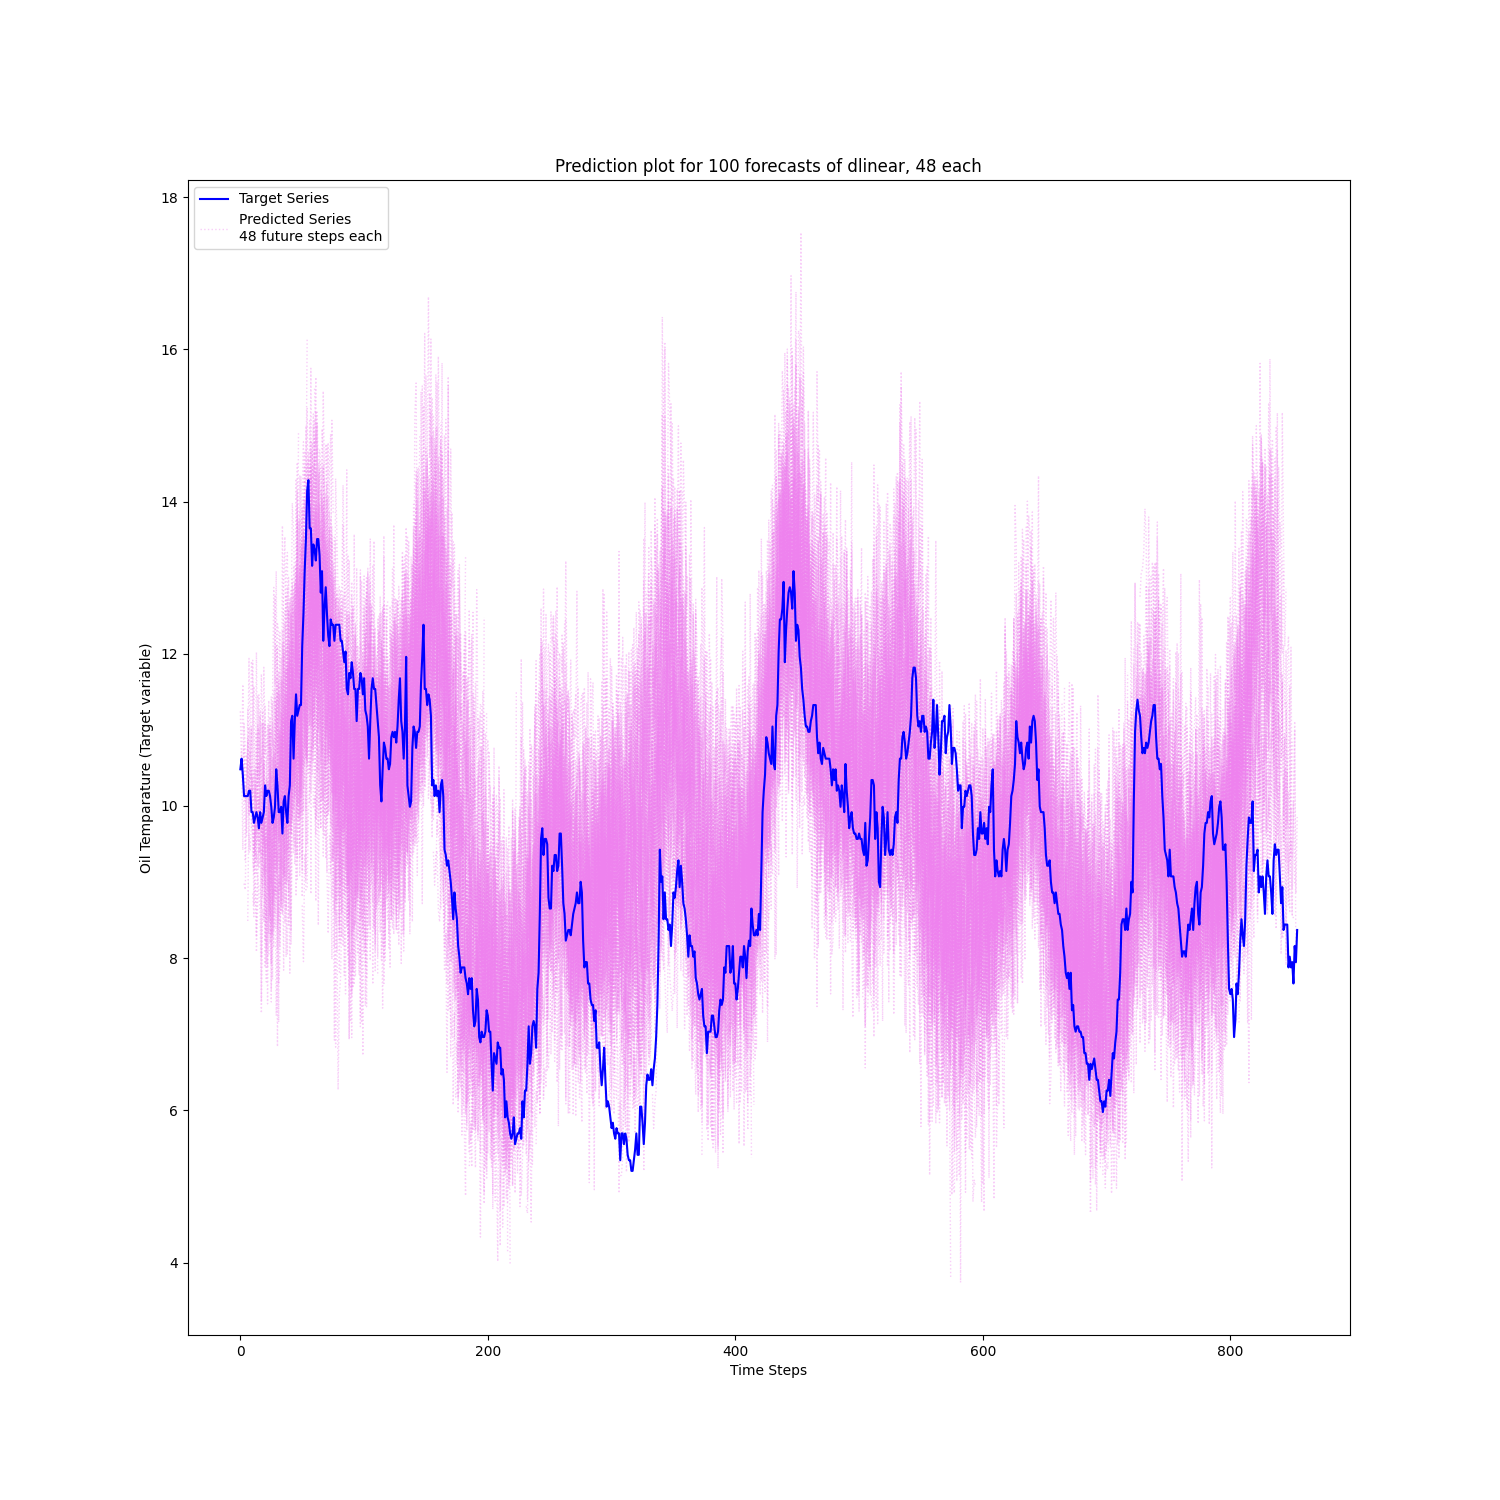 Prediction plot for 100 forecasts of dlinear, 48 each
Target Series
Predicted Series
48 future steps each
Oil Temparature (Target variable)
18
16
14
12
10
8
6
4
0
200
400
600
800
Time Steps